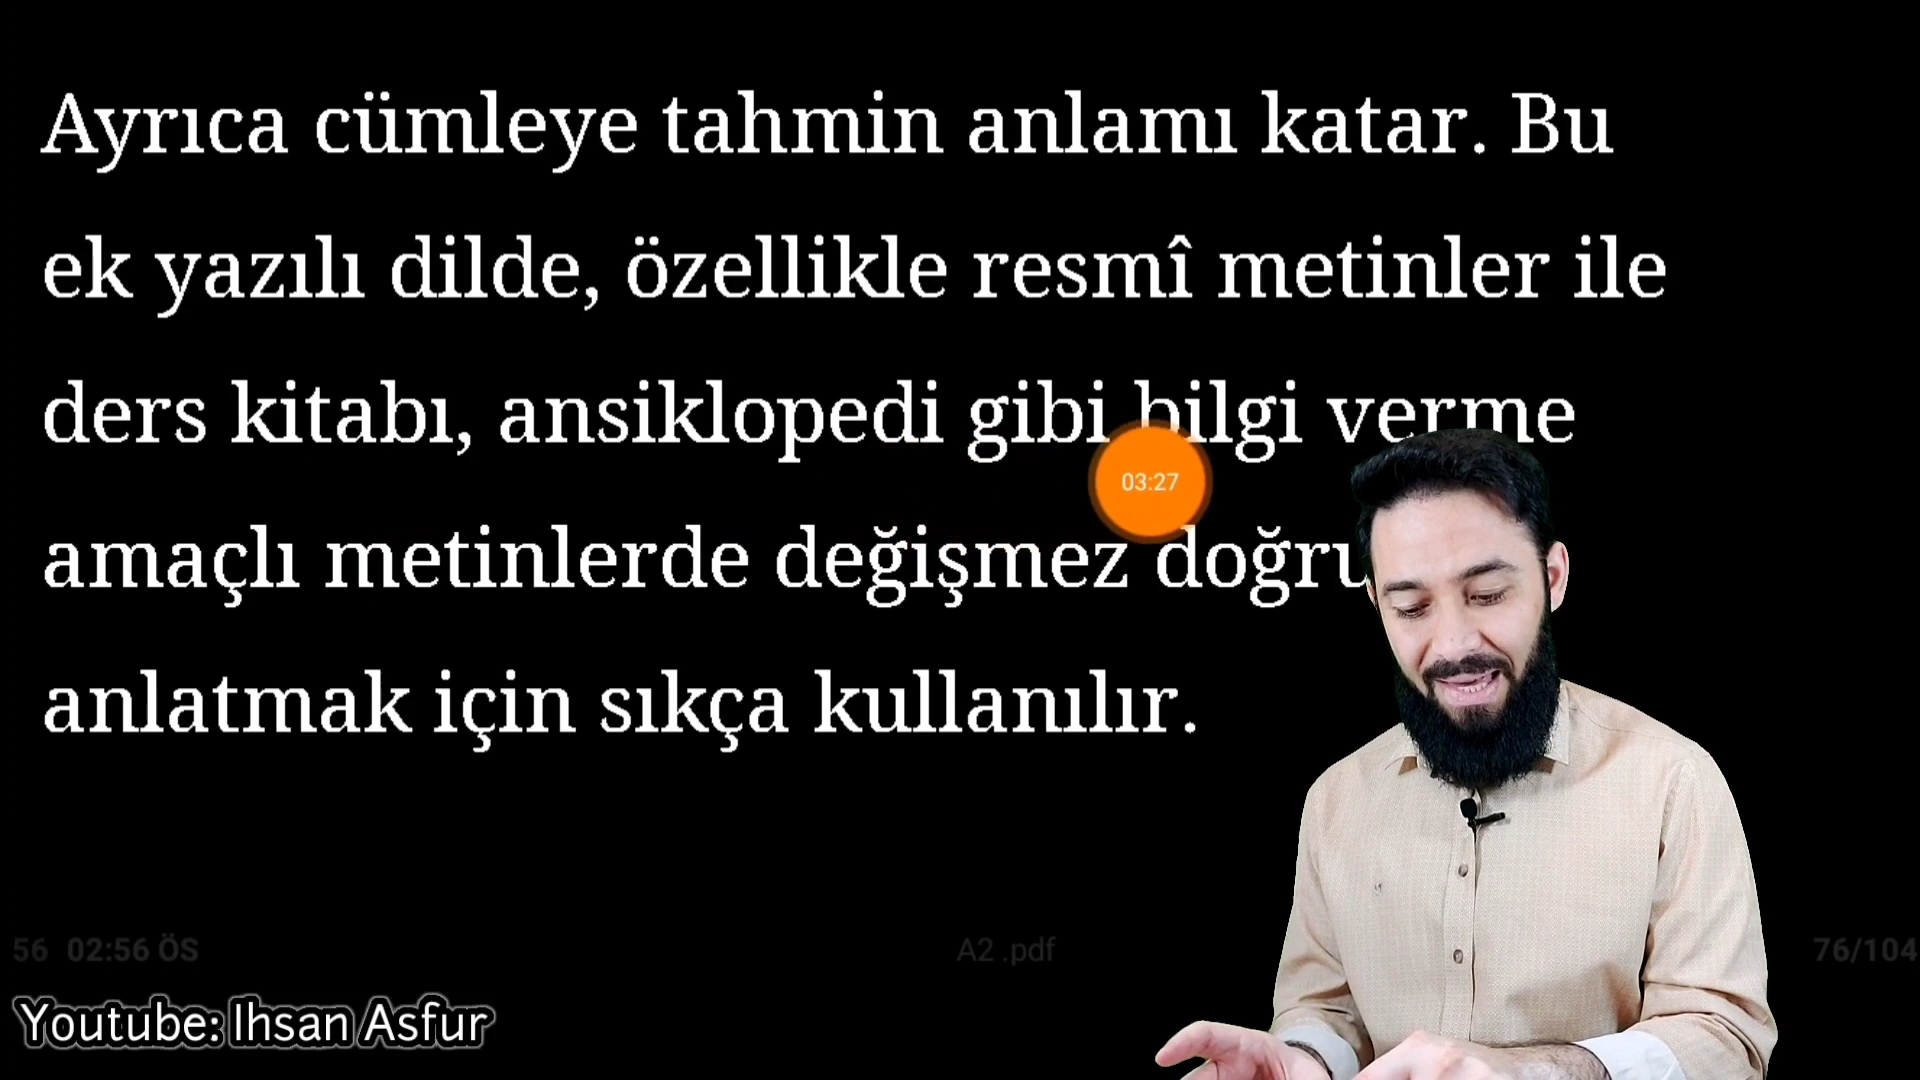 Ayrıca cümleye tahmin anlamı katar. Bu
ek yazılı dilde, özellikle resmî metinler ile
ders kitabı, ansiklopedi gibi bilgi verme
03:27
amaçlı metinlerde değişmez
anlatmak için sıkça kullanılır.
56 02:56 ÖS A2 .pdf 76/104
Youtube: Ihsan Asfur